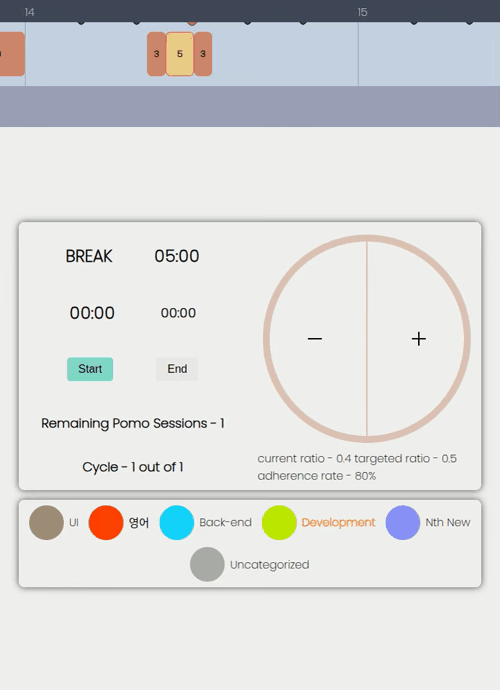 14 15
3 5 3
BREAK 05:00
00:00 00:00
Start End
Remaining Pomo Sessions - 1
Cycle - 1 out of 1
current ratio - 0.4 targeted ratio - 0.5
adherence rate - 80%
UI 영어 Back-end Development Nth New
Uncategorized